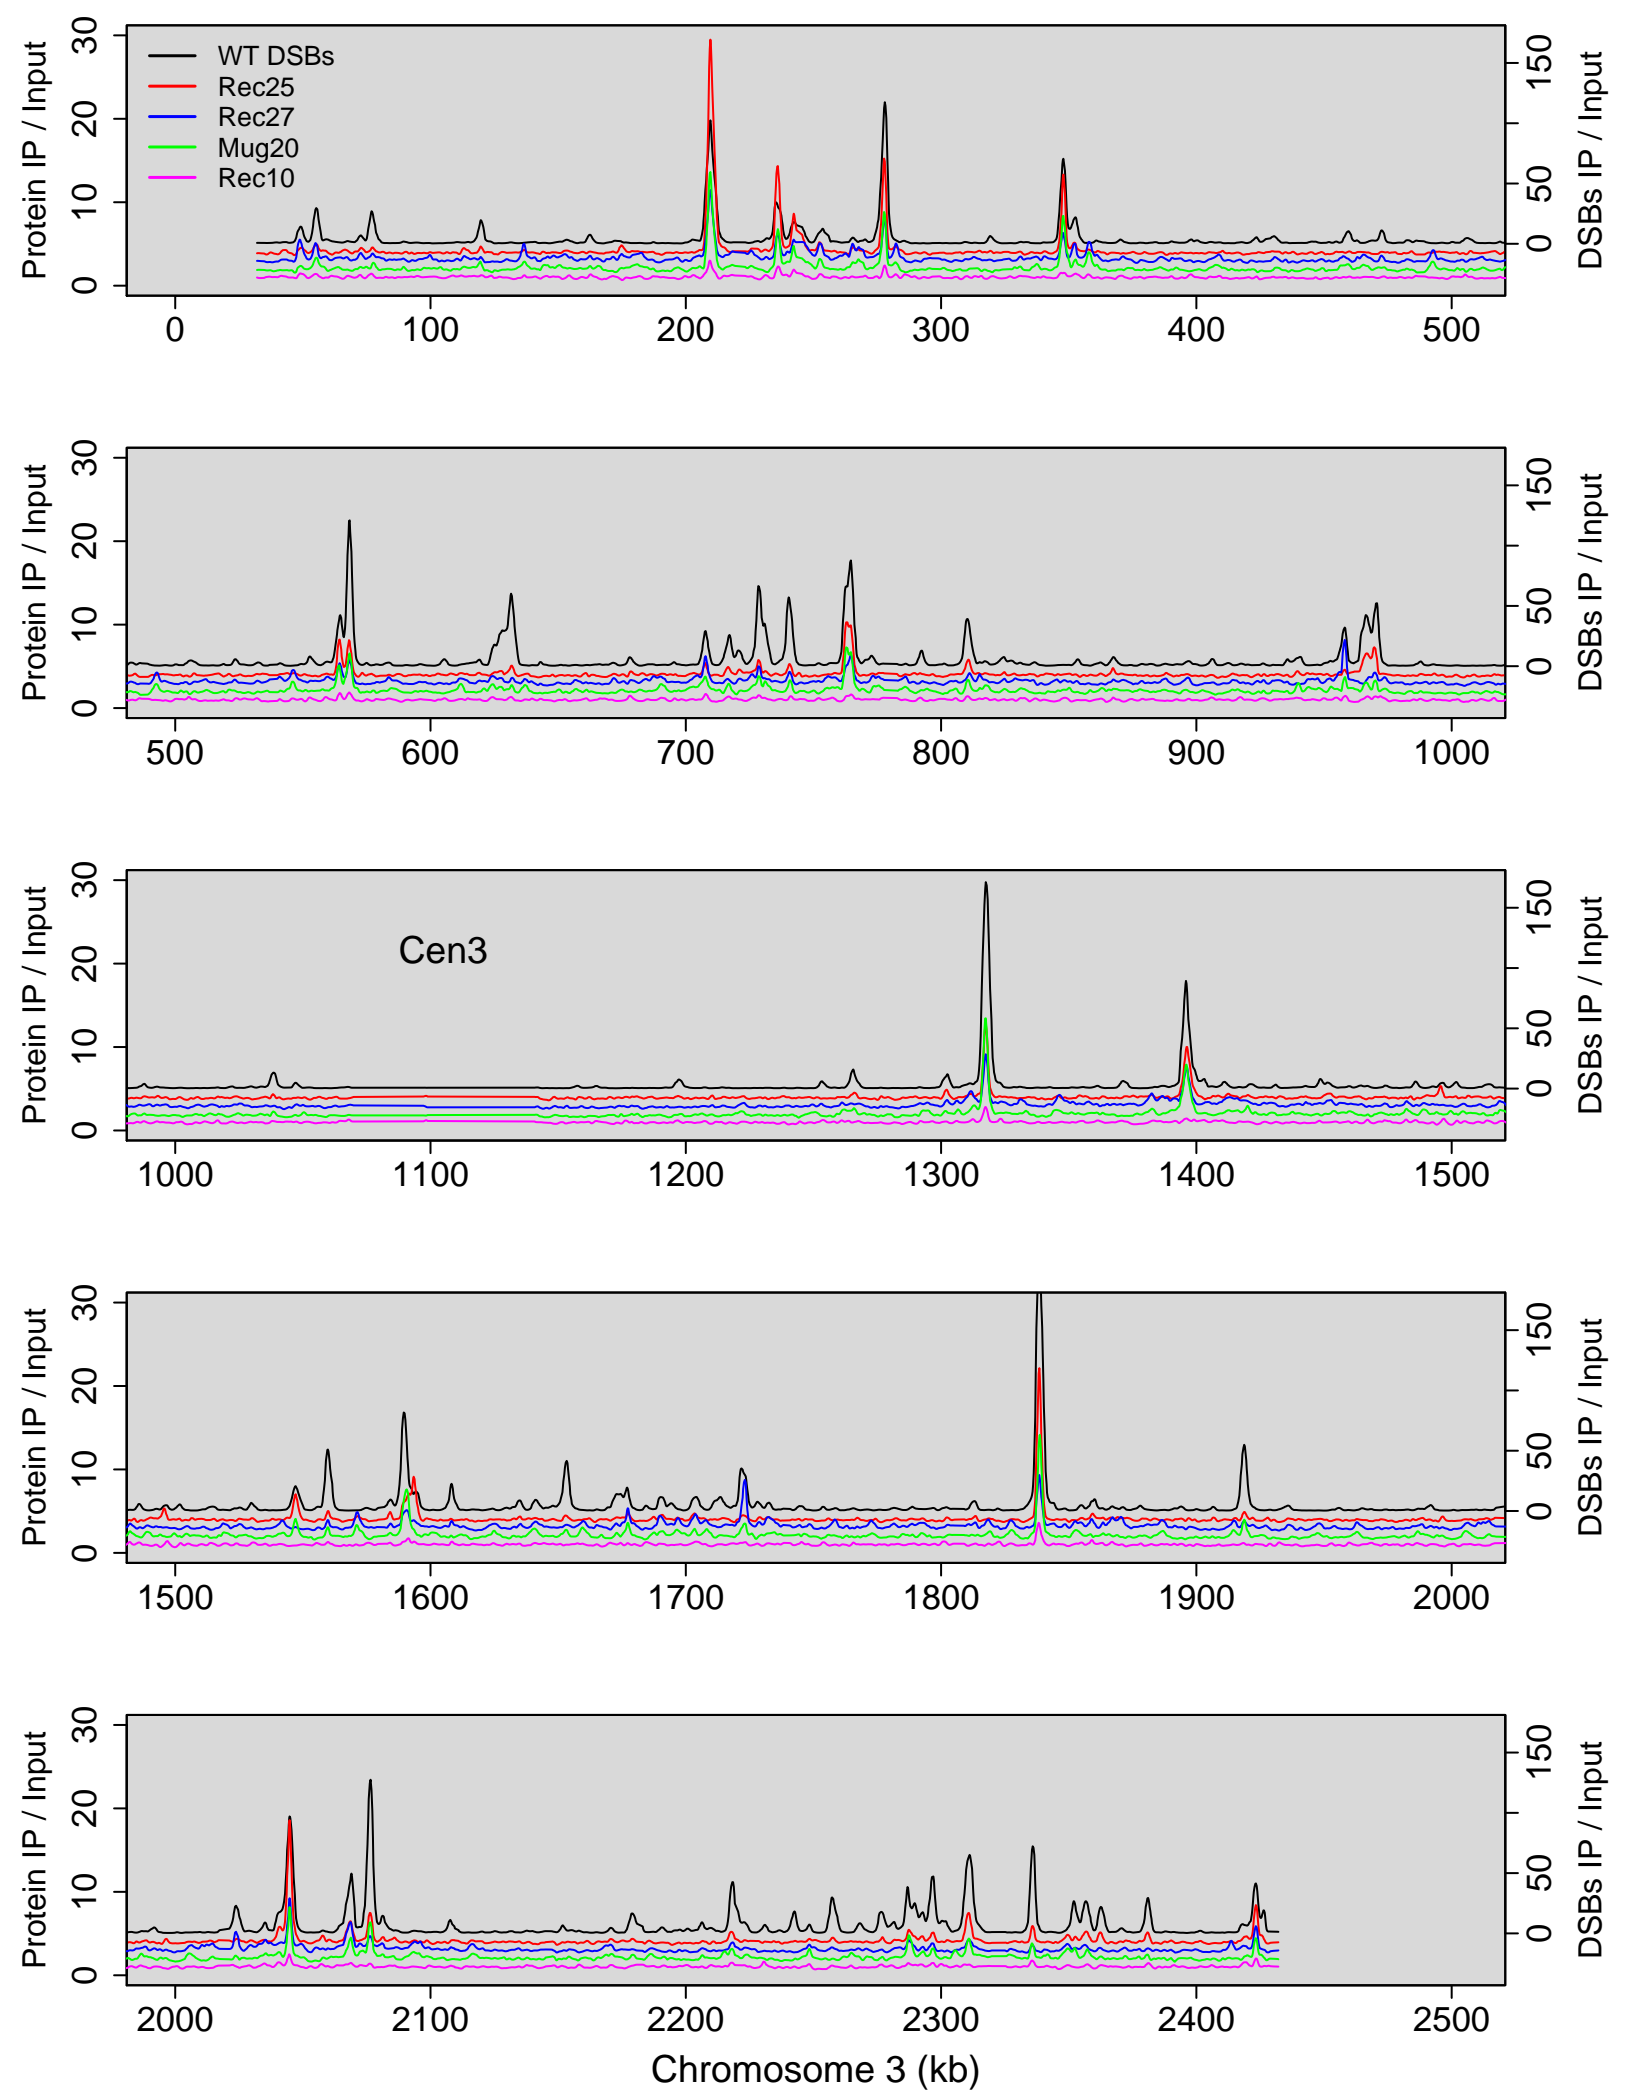 Protein IP / Input
0 10 20 30
WT DSBs
Rec25
Rec27
Mug20
Rec10
0 50 150
DSBs IP / Input
0 100 200 300 400 500
Protein IP / Input
0 10 20 30
0 50 150
DSBs IP / Input
500 600 700 800 900 1000
Protein IP / Input
0 10 20 30
Cen3
0 50 150
DSBs IP / Input
1000 1100 1200 1300 1400 1500
Protein IP / Input
0 10 20 30
0 50 150
DSBs IP / Input
1500 1600 1700 1800 1900 2000
Protein IP / Input
0 10 20 30
0 50 150
DSBs IP / Input
2000 2100 2200 2300 2400 2500
Chromosome 3 (kb)